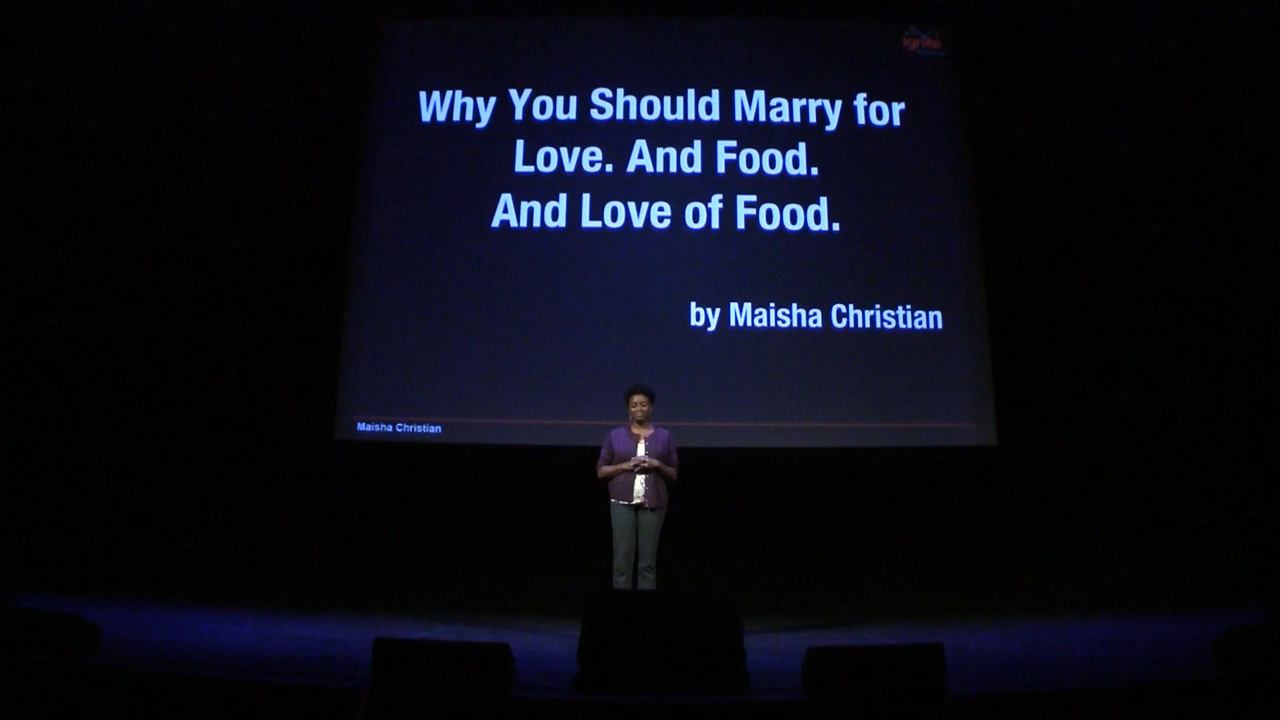 ignite
Why You Should Marry for
Love. And Food.
And Love of Food.
by Maisha Christian
Maisha Christian